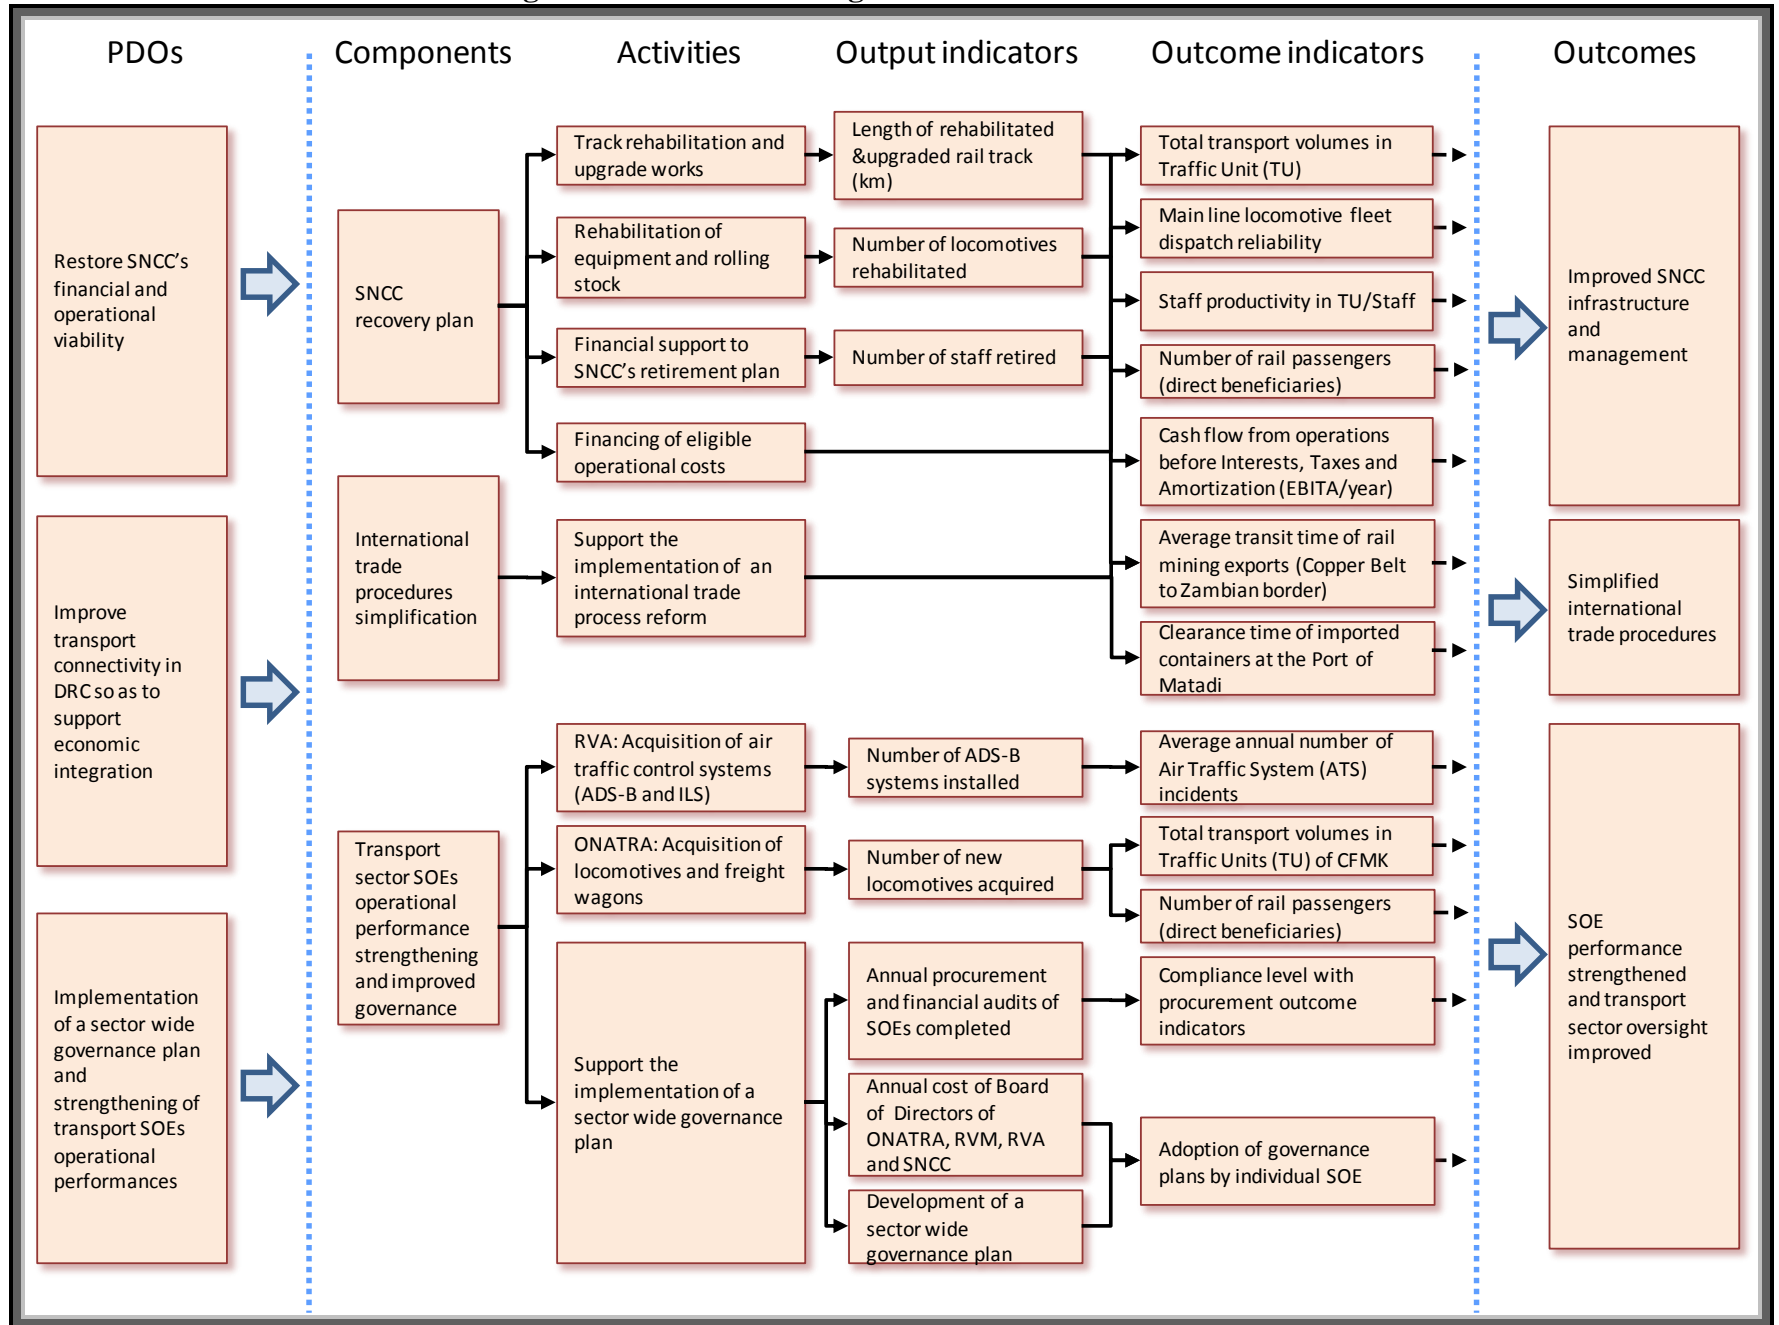 PDOs
Components
Activities
Output indicators
Outcome indicators
Outcomes
Restore SNCC's
financial and
operational
viability
Improve
transport
connectivity in
DRC so as to
support
economic
integration
Implementation
of a sector wide
governance plan
and
strengthening of
transport SOEs
operational
performances
SNCC
recovery plan
International
trade
procedures
simplification
Transport
sector SOEs
operational
performance
strengthening
and improved
governance
Track rehabilitation and
upgrade works
Rehabilitation of
equipment and rolling
stock
Financial support to
SNCC's retirement plan
Financing of eligible
operational costs
Support the
implementation of an
international trade
process reform
RVA: Acquisition of air
traffic control systems
(ADS-B and ILS)
ONATRA: Acquisition of
locomotives and freight
wagons
Support the
implementation of a
sector wide governance
plan
Length of rehabilitated
&upgraded rail track
(km)
Number of locomotives
rehabilitated
Number of staff retired
Number of ADS-B
systems installed
Number of new
locomotives acquired
Annual procurement
and financial audits of
SOEs completed
Annual cost of Board
of Directors of
ONATRA, RVM, RVA
and SNCC
Development of a
sector wide
governance plan
Total transport volumes in
Traffic Unit (TU)
Main line locomotive fleet
dispatch reliability
Staff productivity in TU/Staff
Number of rail passengers
(direct beneficiaries)
Cash flow from operations
before Interests, Taxes and
Amortization (EBITA/year)
Average transit time of rail
mining exports (Copper Belt
to Zambian border)
Clearance time of imported
containers at the Port of
Matadi
Average annual number of
Air Traffic System (ATS)
incidents
Total transport volumes in
Traffic Units (TU) of CFMK
Number of rail passengers
(direct beneficiaries)
Compliance level with
procurement outcome
indicators
Adoption of governance
plans by individual SOE
Improved SNCC
infrastructure
and
management
Simplified
international
trade procedures
SOE
performance
strengthened
and transport
sector oversight
improved